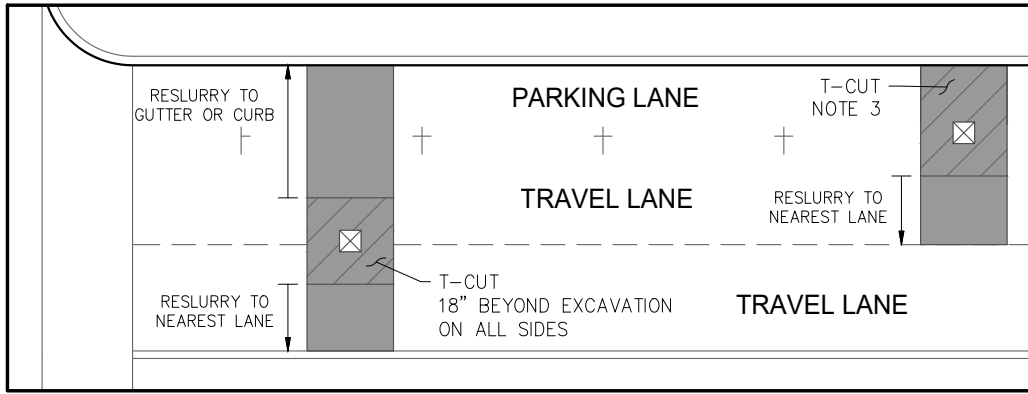 RESLURRY TO
GUTTER OR CURB
PARKING LANE
T-CUT
NOTE 3
TRAVEL LANE
RESLURRY TO
NEAREST LANE
RESLURRY TO
NEAREST LANE
T-CUT
18" BEYOND EXCAVATION
ON ALL SIDES
TRAVEL LANE